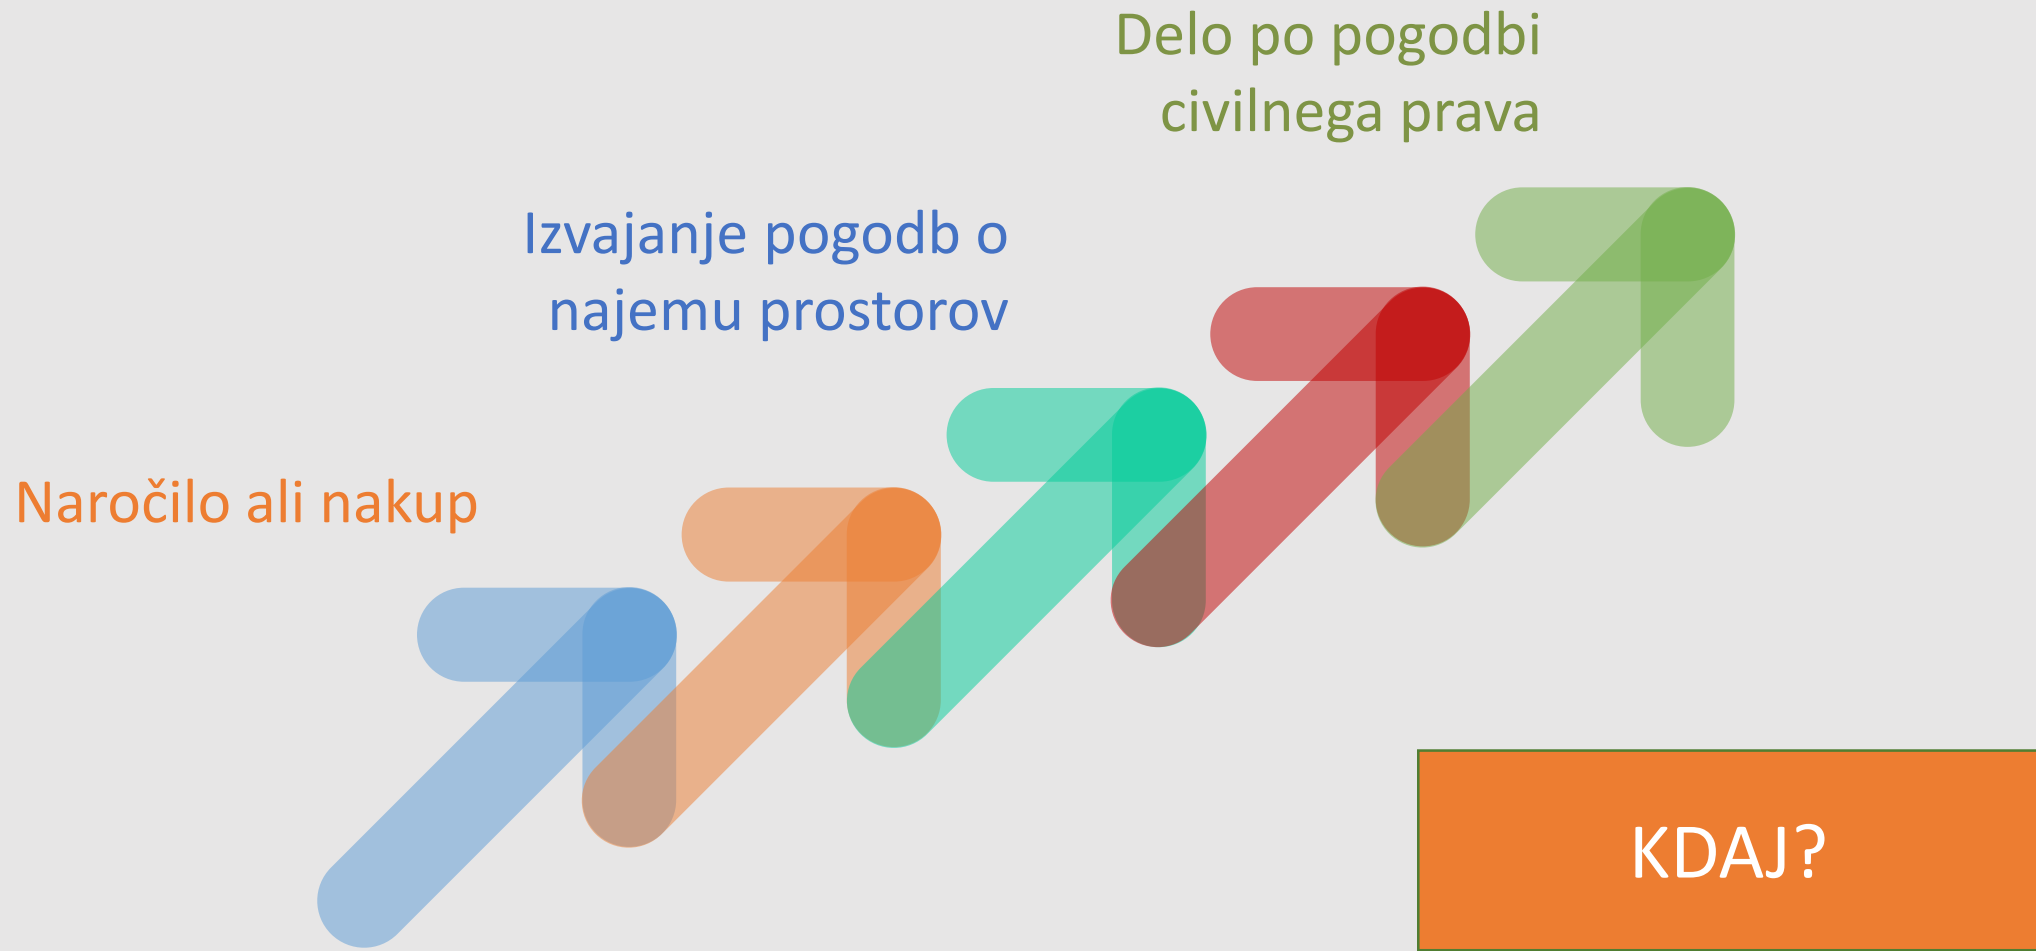 Delo po pogodbi
civilnega prava
Izvajanje pogodb o
najemu prostorov
Naročilo ali nakup
KDAJ?